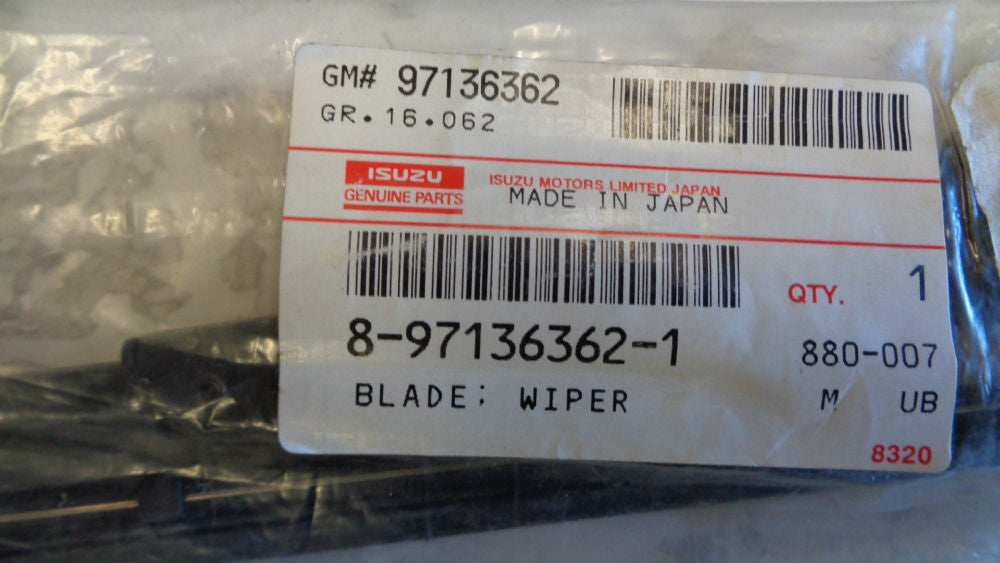 GM# 97136362
GR.16.062
ISUZU
GENUINE PARTS
ISUZU MOTORS LIMITED JAPAN
MADE IN JAPAN
QTY. 1
8-97136362-1
880-007
BLADE; WIPER
M UB
8320